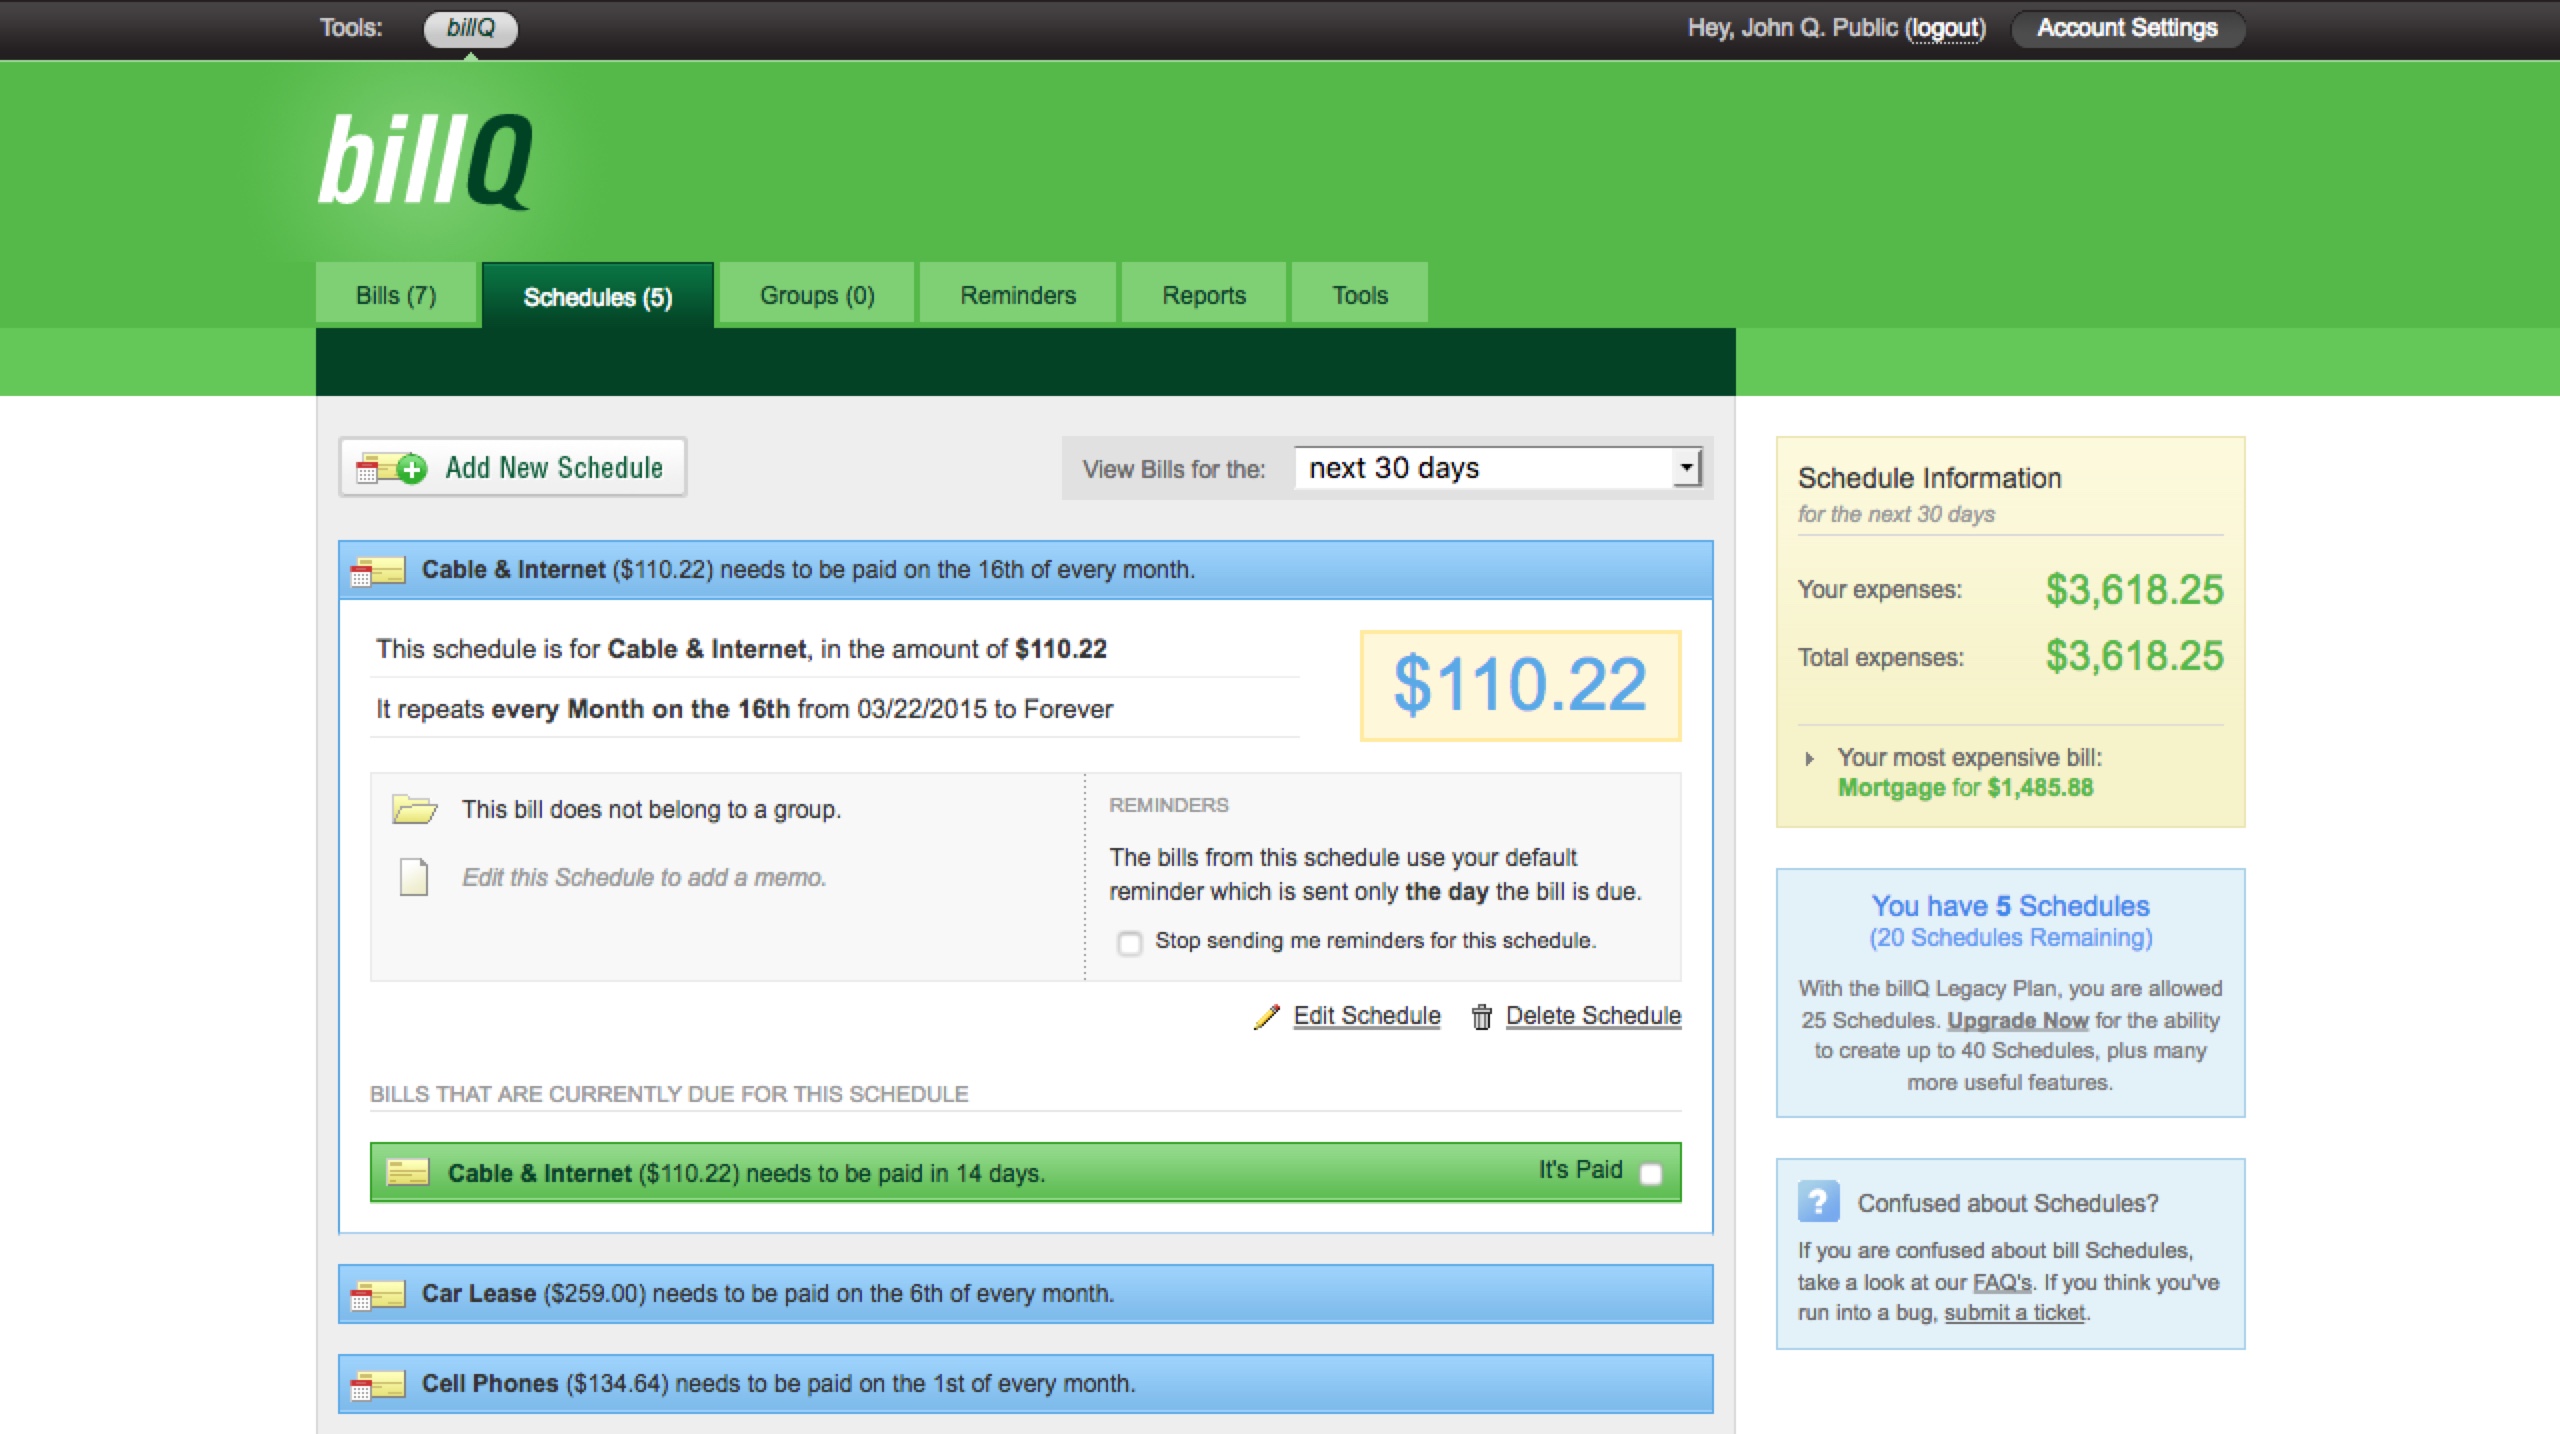 Tools: billQ Hey, John Q. Public (logout) Account Settings
billQ
Bills (7) Schedules (5) Groups (0) Reminders Reports Tools
Add New Schedule View Bills for the: next 30 days
Cable & Internet ($110.22) needs to be paid on the 16th of every month.
This schedule is for Cable & Internet, in the amount of $110.22
It repeats every Month on the 16th from 03/22/2015 to Forever
$110.22
This bill does not belong to a group.
Edit this Schedule to add a memo.
REMINDERS
The bills from this schedule use your default
reminder which is sent only the day the bill is due.
Stop sending me reminders for this schedule.
Edit Schedule Delete Schedule
BILLS THAT ARE CURRENTLY DUE FOR THIS SCHEDULE
Cable & Internet ($110.22) needs to be paid in 14 days. It's Paid
Car Lease ($259.00) needs to be paid on the 6th of every month.
Cell Phones ($134.64) needs to be paid on the 1st of every month.
Schedule Information
for the next 30 days
Your expenses: $3,618.25
Total expenses: $3,618.25
Your most expensive bill:
Mortgage for $1,485.88
You have 5 Schedules
(20 Schedules Remaining)
With the billQ Legacy Plan, you are allowed
25 Schedules. Upgrade Now for the ability
to create up to 40 Schedules, plus many
more useful features.
? Confused about Schedules?
If you are confused about bill Schedules,
take a look at our FAQ's. If you think you've
run into a bug, submit a ticket.